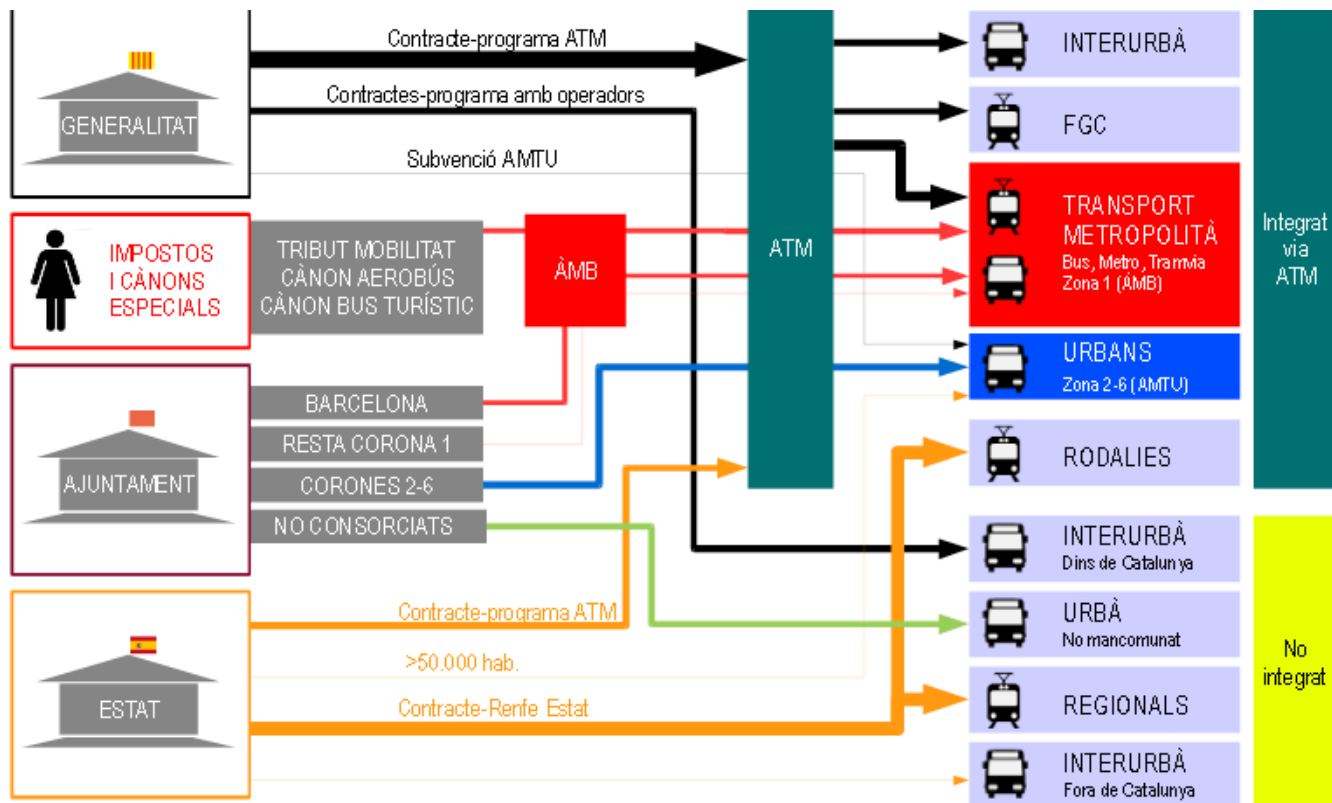 Contracte-programa ATM
Contractes-programa amb operadors
GENERALITAT
Subvenció AMTU
IMPOSTOS
I CÀNONS
ESPECIALS
TRIBUT MOBILITAT
CÀNON AEROBÚS
CÀNON BUS TURÍSTIC
ÀMB
ATM
BARCELONA
RESTA CORONA 1
CORONES 2-6
NO CONSORCIATS
AJUNTAMENT
Contracte-programa ATM
>50.000 hab.
Contracte-Renfe Estat
ESTAT
INTERURBÀ
FGC
TRANSPORT
METROPOLITÀ
Bus, Metro, Tramvia
Zona 1 (ÀMB)
URBANS
Zona 2-6 (AMTU)
RODALIES
INTERURBÀ
Dins de Catalunya
URBÀ
No mancomunat
REGIONALS
INTERURBÀ
Fora de Catalunya
Integrat
via
ATM
No
integrat